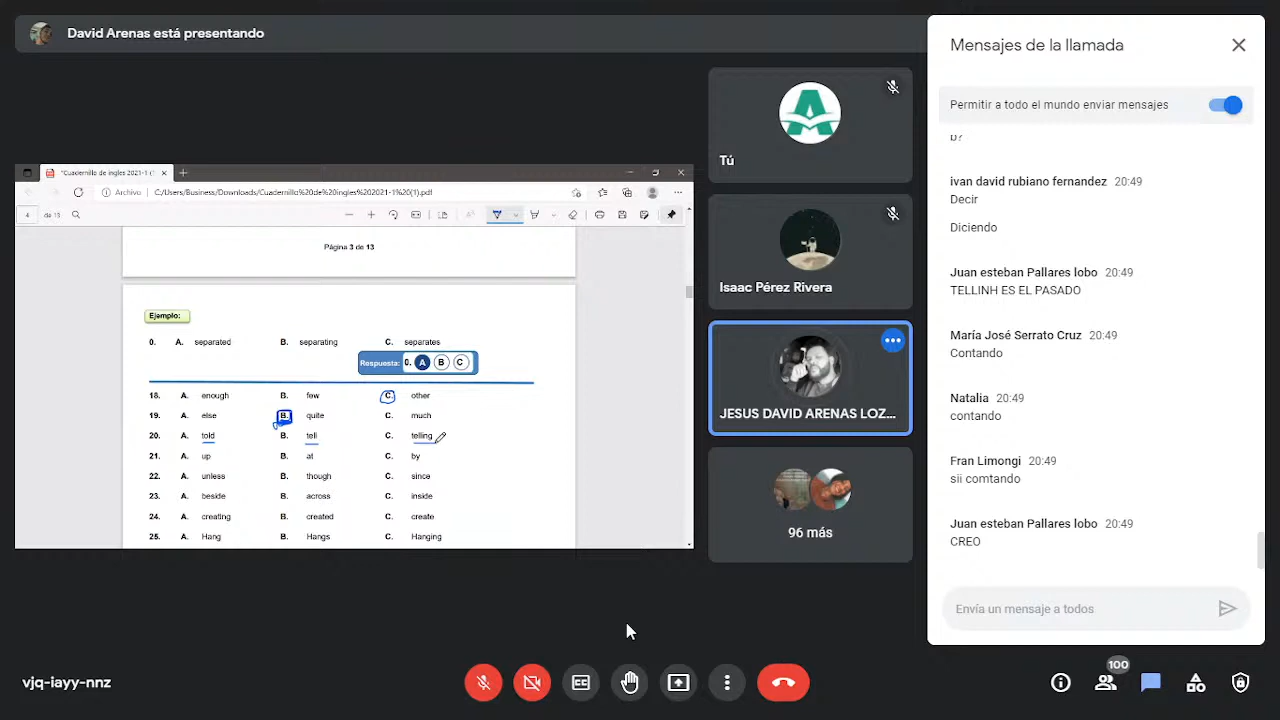 David Arenas está presentando
Mensajes de la llamada
Permitir a todo el mundo enviar mensajes
b?
ivan david rubiano fernandez 20:49
Decir
Diciendo
Juan esteban Pallares lobo 20:49
TELLINH ES EL PASADO
María José Serrato Cruz 20:49
Contando
Natalia 20:49
contando
Fran Limongi 20:49
sii comtando
Juan esteban Pallares lobo 20:49
CREO
Envía un mensaje a todos
Tú
Isaac Pérez Rivera
JESUS DAVID ARENAS LOZ...
96 más
"Cuadernillo de ingles 2021-1 (
Archivo C:/Users/Business/Downloads/Cuadernillo%20de%20ingles%202021-1%20(1).pdf
4 de 13
Página 3 de 13
Ejemplo:
0. A. separated B. separating C. separates
Respuesta: 0. A B C
18. A. enough B. few C. other
19. A. else B. quite C. much
20. A. told B. tell C. telling
21. A. up B. at C. by
22. A. unless B. though C. since
23. A. beside B. across C. inside
24. A. creating B. created C. create
25. A. Hang B. Hangs C. Hanging
vjq-iayy-nnz
CC
100